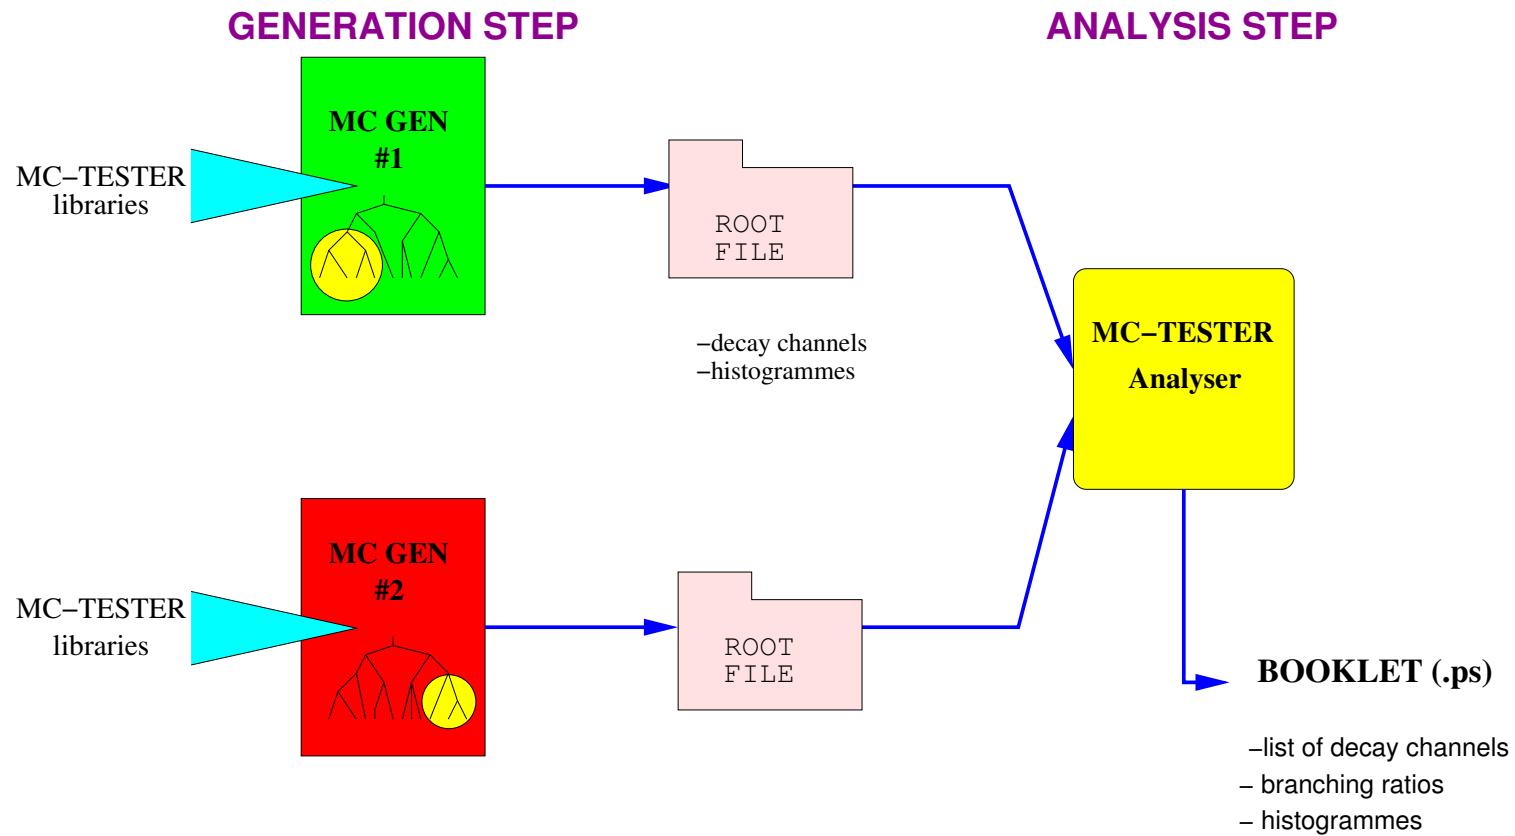 GENERATION STEP
ANALYSIS STEP
MC GEN
#1
MC–TESTER
libraries
ROOT
FILE
–decay channels
–histogrammes
MC–TESTER
Analyser
MC GEN
#2
MC–TESTER
libraries
ROOT
FILE
BOOKLET (.ps)
–list of decay channels
– branching ratios
– histogrammes